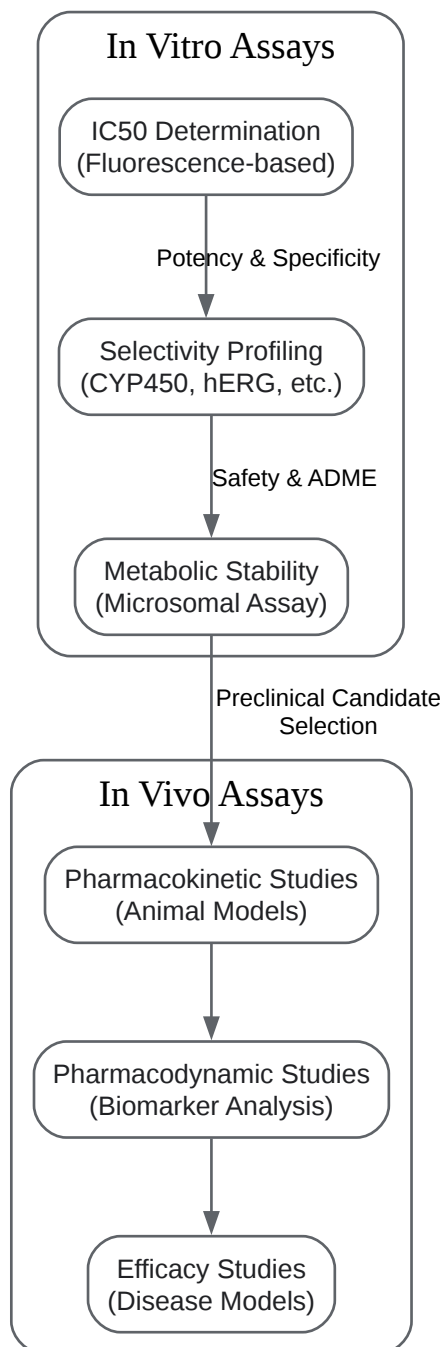 In Vitro Assays
IC50 Determination
(Fluorescence-based)
Potency & Specificity
Selectivity Profiling
(CYP450, hERG, etc.)
Safety & ADME
Metabolic Stability
(Microsomal Assay)
Preclinical Candidate
Selection
In Vivo Assays
Pharmacokinetic Studies
(Animal Models)
Pharmacodynamic Studies
(Biomarker Analysis)
Efficacy Studies
(Disease Models)